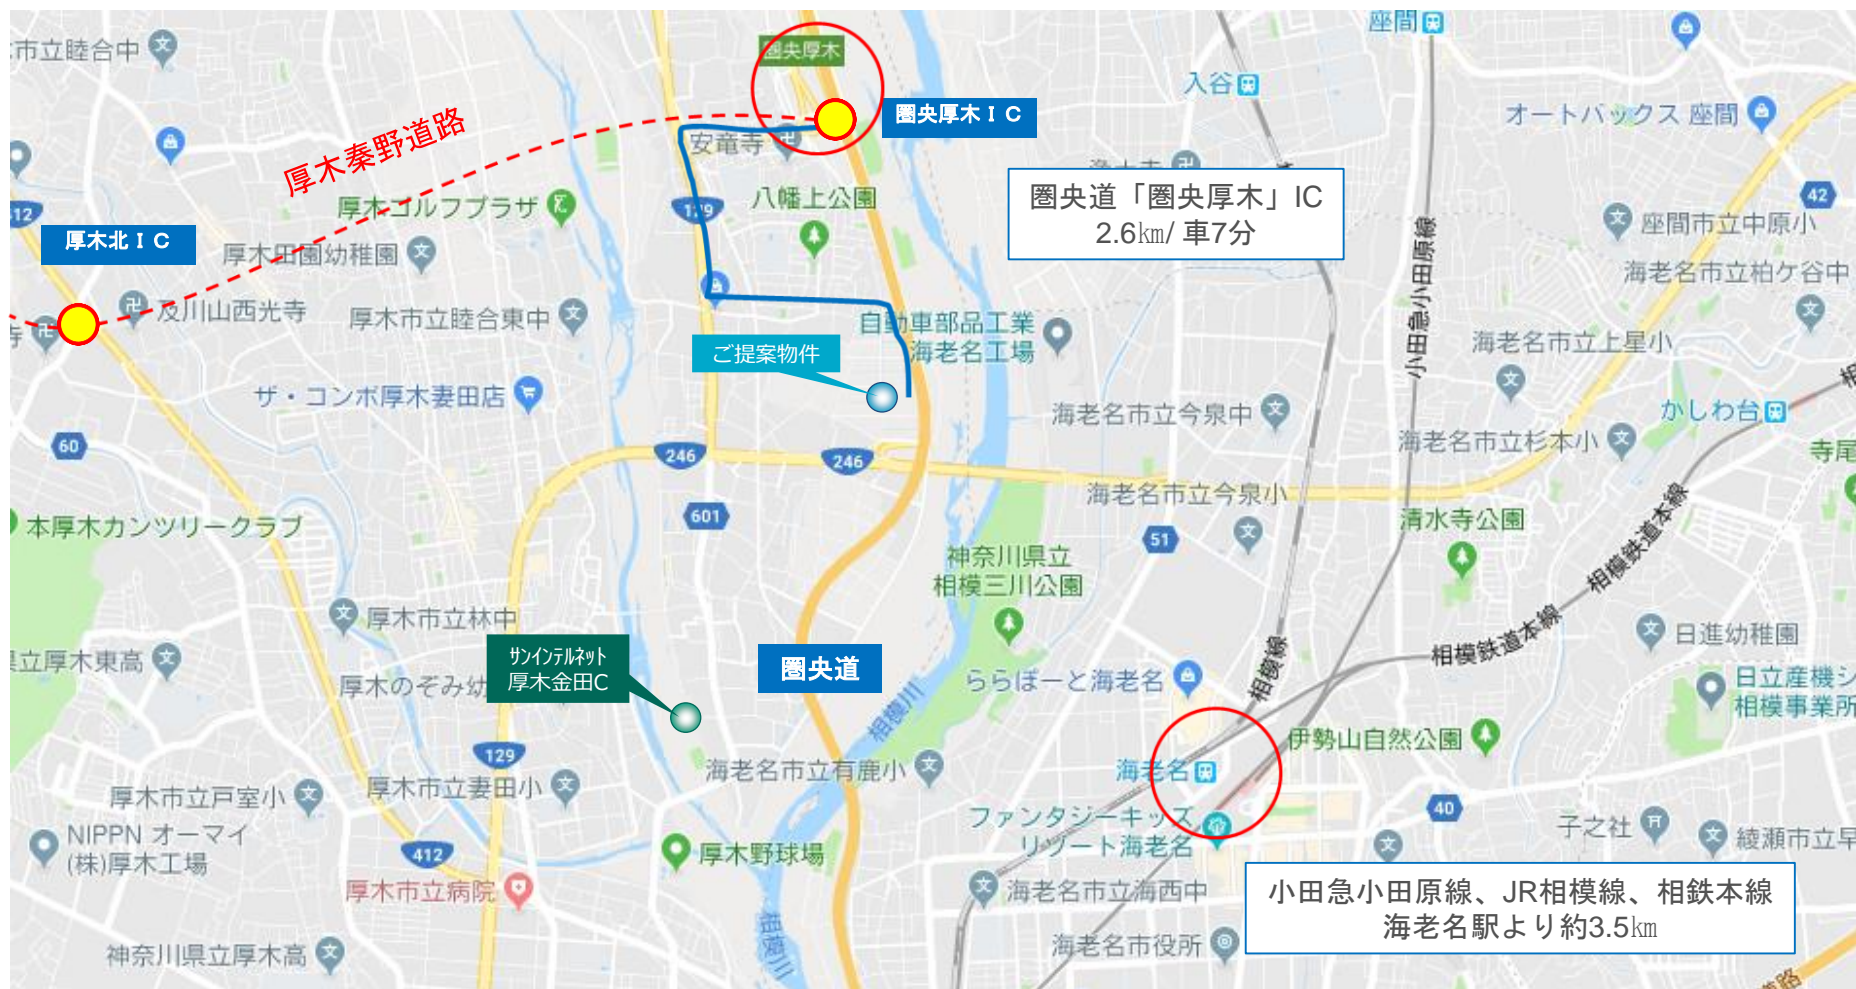 市立睦合中
圏央厚木
座間
入谷
圏央厚木ＩＣ
オートバックス 座間
厚木秦野道路
安竜寺
圏央道「圏央厚木」IC
2.6㎞/ 車7分
42
412
厚木ゴルフプラザ
129
八幡上公園
座間市立中原小
厚木北ＩＣ
厚木田園幼稚園
小田急小田原線
海老名市立柏ケ谷中
及川山西光寺
厚木市立睦合東中
自動車部品工業
海老名工場
海老名市立上星小
寺
ご提案物件
ザ・コンボ厚木妻田店
海老名市立今泉中
かしわ台
相
60
246
246
海老名市立杉本小
寺尾
海老名市立今泉小
本厚木カンツリークラブ
601
51
清水寺公園
相模鉄道本線
神奈川県立
相模三川公園
厚木市立林中
相模鉄道本線
日進幼稚園
立厚木東高
サンインテルネット
厚木金田C
厚木のぞみ幼
圏央道
ららぽーと海老名
相模線
日立産機シ
相模事業所
相模川
伊勢山自然公園
129
海老名市立有鹿小
海老名
厚木市立戸室小
厚木市立妻田小
ファンタジーキッズ
リゾート海老名
40
子之社
綾瀬市立早
NIPPN オーマイ
(株)厚木工場
412
厚木野球場
厚木市立病院
海老名市立海西中
小田急小田原線、JR相模線、相鉄本線
海老名駅より約3.5㎞
神奈川県立厚木高
相模川
海老名市役所
道路